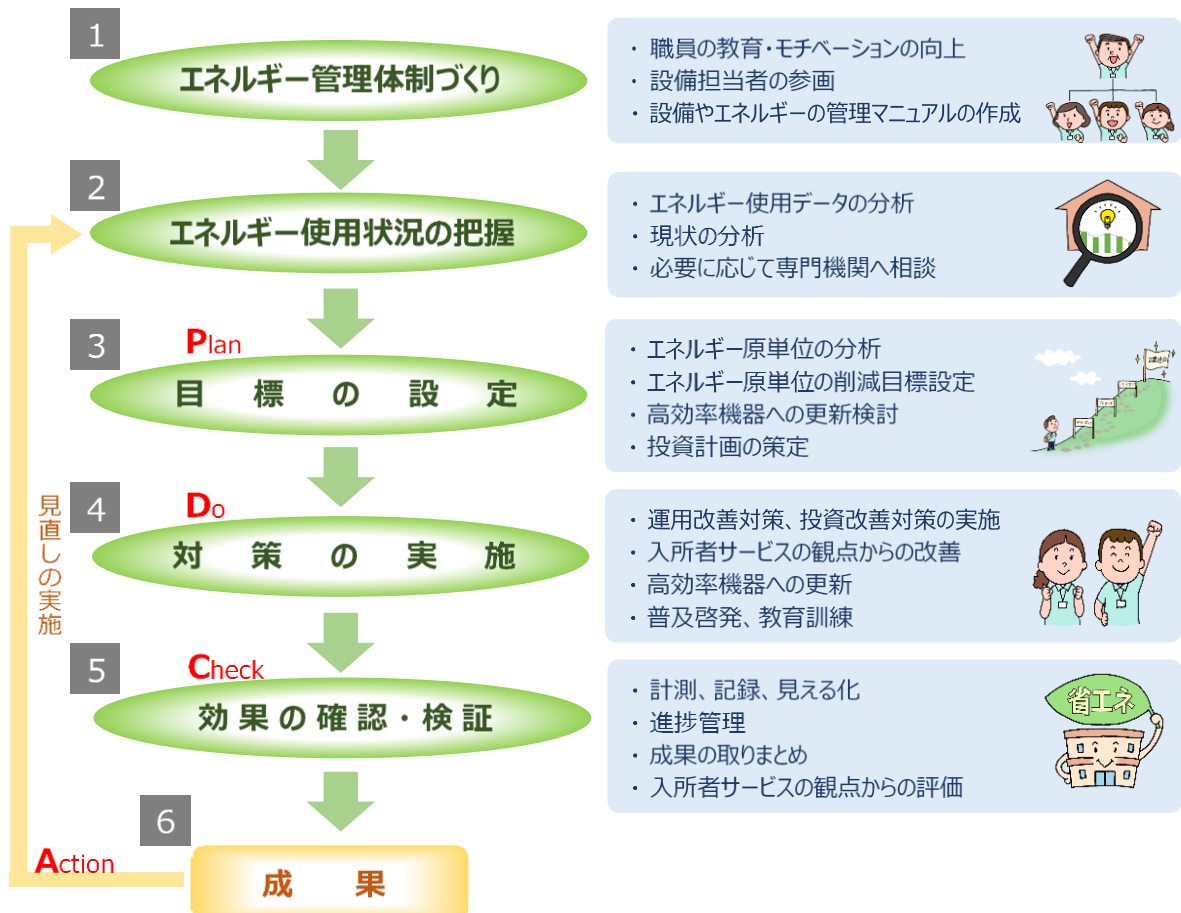 1
エネルギー管理体制づくり
・ 職員の教育・モチベーションの向上
・ 設備担当者の参画
・ 設備やエネルギーの管理マニュアルの作成
2
エネルギー使用状況の把握
・ エネルギー使用データの分析
・ 現状の分析
・ 必要に応じて専門機関へ相談
3
Plan
目標の設定
・ エネルギー原単位の分析
・ エネルギー原単位の削減目標設定
・ 高効率機器への更新検討
・ 投資計画の策定
4
Do
対策の実施
・ 運用改善対策、投資改善対策の実施
・ 入所者サービスの観点からの改善
・ 高効率機器への更新
・ 普及啓発、教育訓練
5
Check
効果の確認・検証
・ 計測、記録、見える化
・ 進捗管理
・ 成果の取りまとめ
・ 入所者サービスの観点からの評価
省エネ
6
成果
Action
見直しの実施